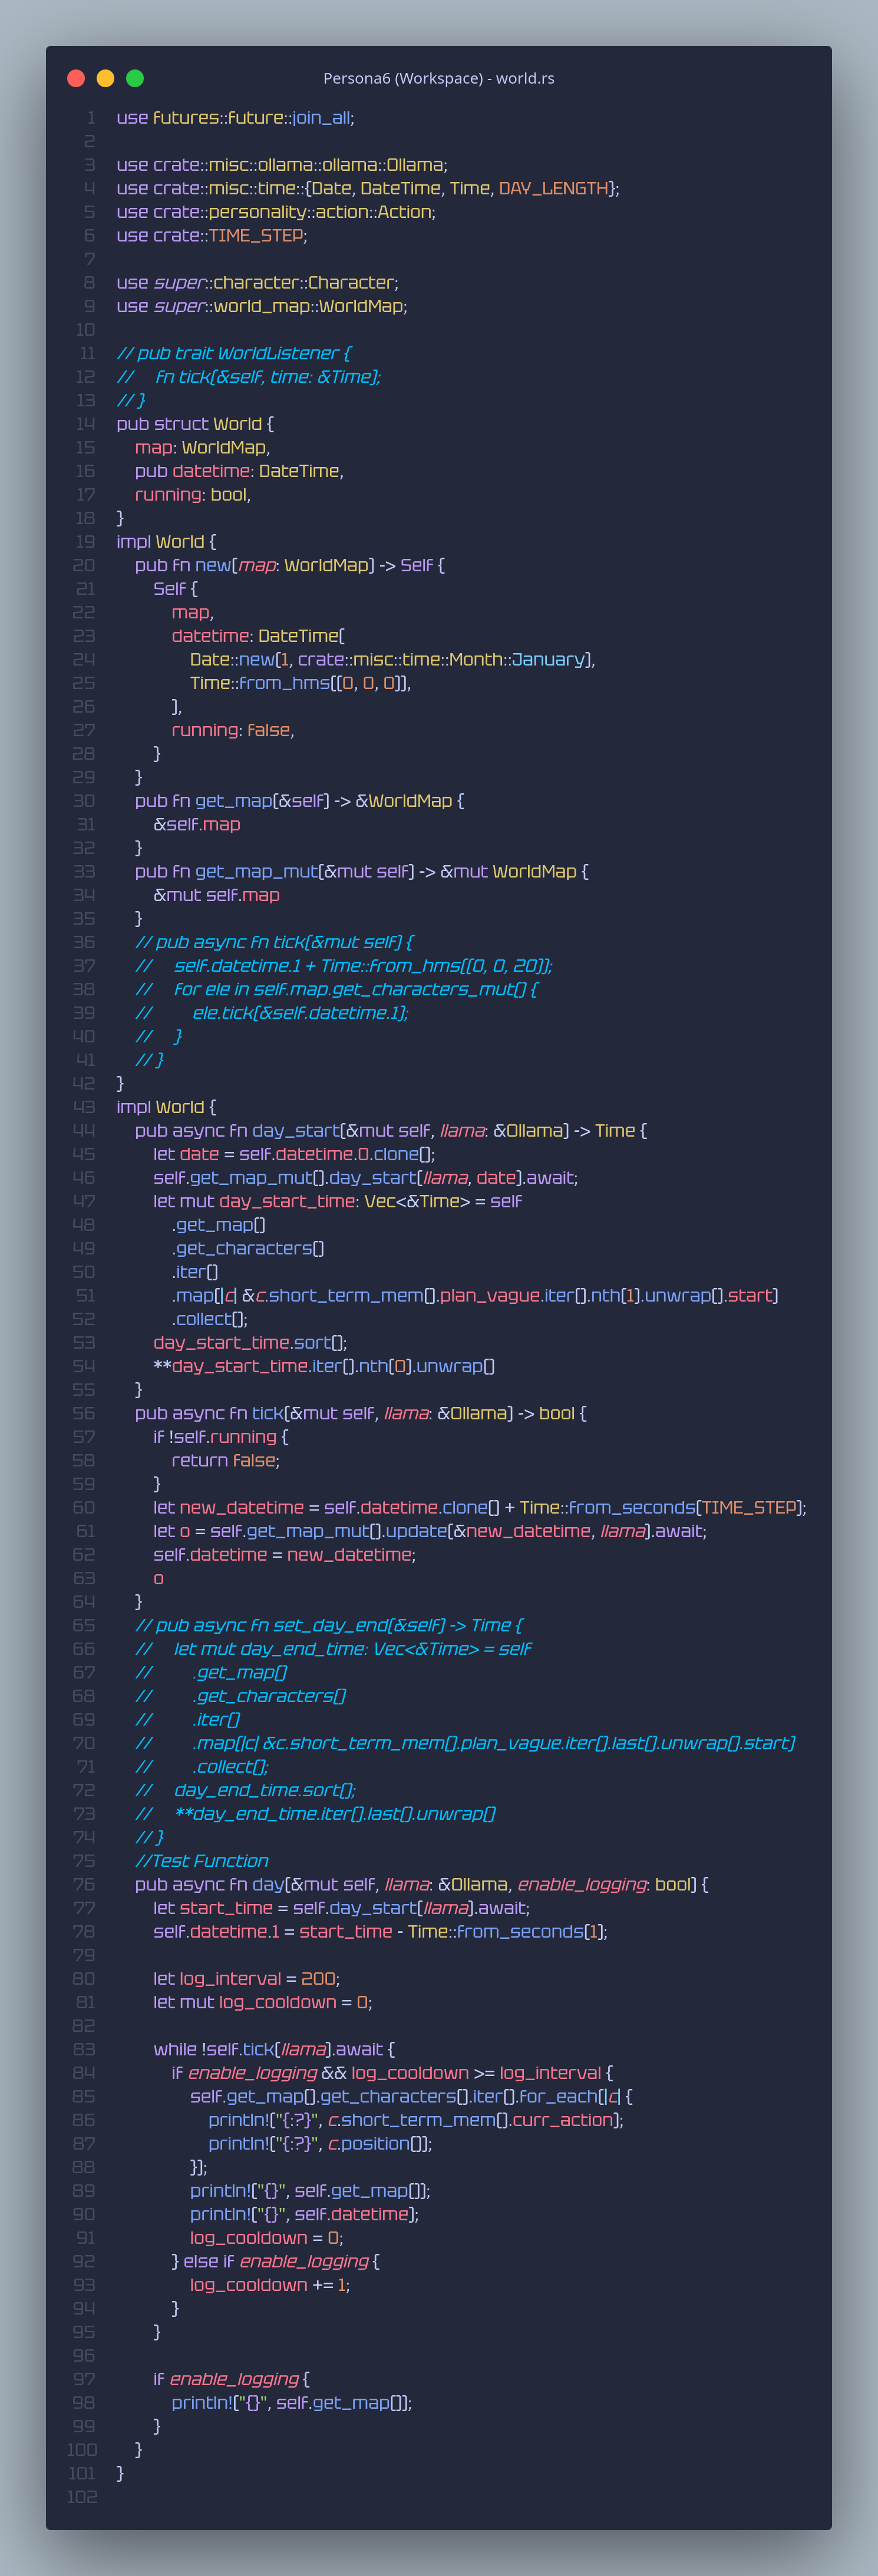 Persona6 (Workspace) - world.rs
1 use futures::future::join_all;
2
3 use crate::misc::ollama::ollama::Ollama;
4 use crate::misc::time::{Date, DateTime, Time, DAY_LENGTH};
5 use crate::personality::action::Action;
6 use crate::TIME_STEP;
7
8 use super::character::Character;
9 use super::world_map::WorldMap;
10
11 // pub trait WorldListener {
12 //     fn tick(&self, time: &Time);
13 // }
14 pub struct World {
15     map: WorldMap,
16     pub datetime: DateTime,
17     running: bool,
18 }
19 impl World {
20     pub fn new(map: WorldMap) -> Self {
21         Self {
22             map,
23             datetime: DateTime(
24                 Date::new(1, crate::misc::time::Month::January),
25                 Time::from_hms((0, 0, 0)),
26             ),
27             running: false,
28         }
29     }
30     pub fn get_map(&self) -> &WorldMap {
31         &self.map
32     }
33     pub fn get_map_mut(&mut self) -> &mut WorldMap {
34         &mut self.map
35     }
36     // pub async fn tick(&mut self) {
37     //     self.datetime.1 + Time::from_hms((0, 0, 20));
38     //     for ele in self.map.get_characters_mut() {
39     //         ele.tick(&self.datetime.1);
40     //     }
41     // }
42 }
43 impl World {
44     pub async fn day_start(&mut self, llama: &Ollama) -> Time {
45         let date = self.datetime.0.clone();
46         self.get_map_mut().day_start(llama, date).await;
47         let mut day_start_time: Vec<&Time> = self
48             .get_map()
49             .get_characters()
50             .iter()
51             .map(|c| &c.short_term_mem().plan_vague.iter().nth(1).unwrap().start)
52             .collect();
53         day_start_time.sort();
54         **day_start_time.iter().nth(0).unwrap()
55     }
56     pub async fn tick(&mut self, llama: &Ollama) -> bool {
57         if !self.running {
58             return false;
59         }
60         let new_datetime = self.datetime.clone() + Time::from_seconds(TIME_STEP);
61         let o = self.get_map_mut().update(&new_datetime, llama).await;
62         self.datetime = new_datetime;
63         o
64     }
65     // pub async fn set_day_end(&self) -> Time {
66     //     let mut day_end_time: Vec<&Time> = self
67     //         .get_map()
68     //         .get_characters()
69     //         .iter()
70     //         .map(|c| &c.short_term_mem().plan_vague.iter().last().unwrap().start)
71     //         .collect();
72     //     day_end_time.sort();
73     //     **day_end_time.iter().last().unwrap()
74     // }
75     //Test Function
76     pub async fn day(&mut self, llama: &Ollama, enable_logging: bool) {
77         let start_time = self.day_start(llama).await;
78         self.datetime.1 = start_time - Time::from_seconds(1);
79
80         let log_interval = 200;
81         let mut log_cooldown = 0;
82
83         while !self.tick(llama).await {
84             if enable_logging && log_cooldown >= log_interval {
85                 self.get_map().get_characters().iter().for_each(|c| {
86                     println!("{:?}", c.short_term_mem().curr_action);
87                     println!("{:?}", c.position());
88                 });
89                 println!("{}", self.get_map());
90                 println!("{}", self.datetime);
91                 log_cooldown = 0;
92             } else if enable_logging {
93                 log_cooldown += 1;
94             }
95         }
96
97         if enable_logging {
98             println!("{}", self.get_map());
99         }
100     }
101 }
102